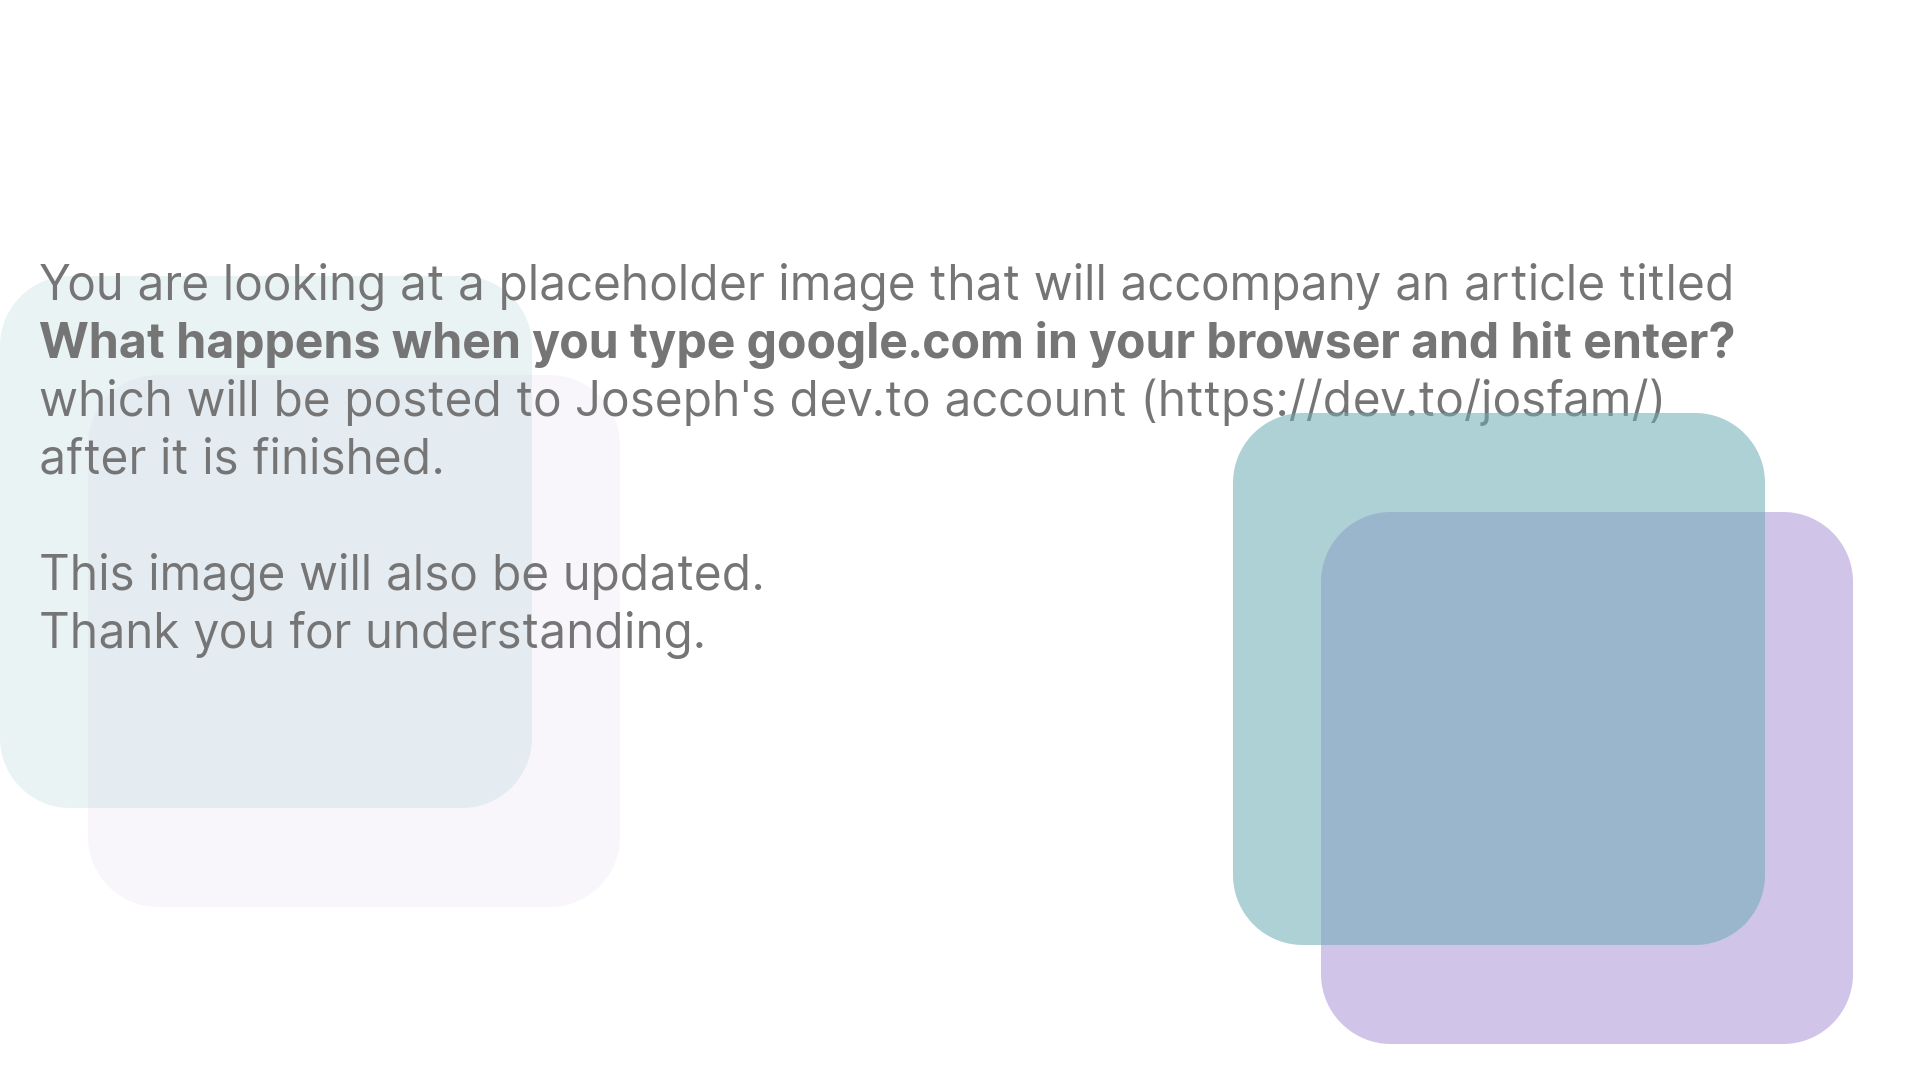 You are looking at a placeholder image that will accompany an article titled
What happens when you type google.com in your browser and hit enter?
which will be posted to Joseph's dev.to account (https://dev.to/josfam/)
after it is finished.
This image will also be updated.
Thank you for understanding.